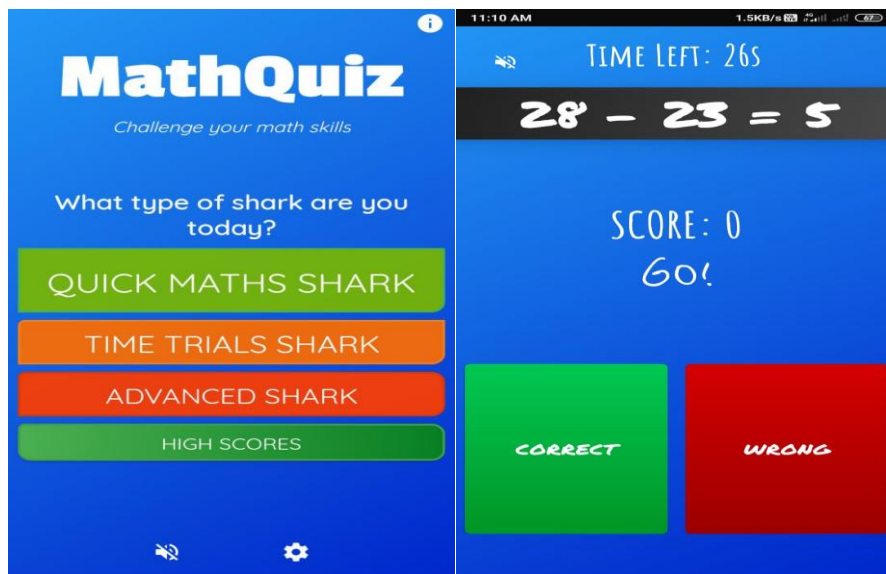 MathQuiz
Challenge your math skills
What type of shark are you
today?
QUICK MATHS SHARK
TIME TRIALS SHARK
ADVANCED SHARK
HIGH SCORES
11:10 AM
1.5KB/s 4G 67
TIME LEFT: 26s
28 - 23 = 5
SCORE: 0
GO!
CORRECT
WRONG